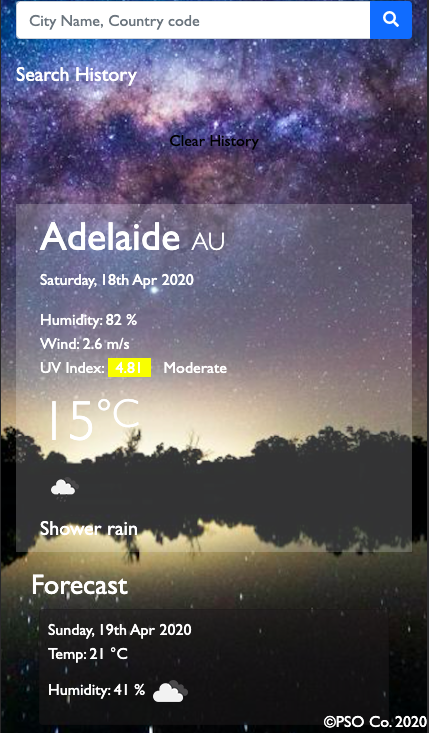 City Name, Country code
Search History
Clear History
Adelaide AU
Saturday, 18th Apr 2020
Humidity: 82 %
Wind: 2.6 m/s
UV Index: 4.81 Moderate
15°C
Shower rain
Forecast
Sunday, 19th Apr 2020
Temp: 21 °C
Humidity: 41 %
©PSO Co. 2020